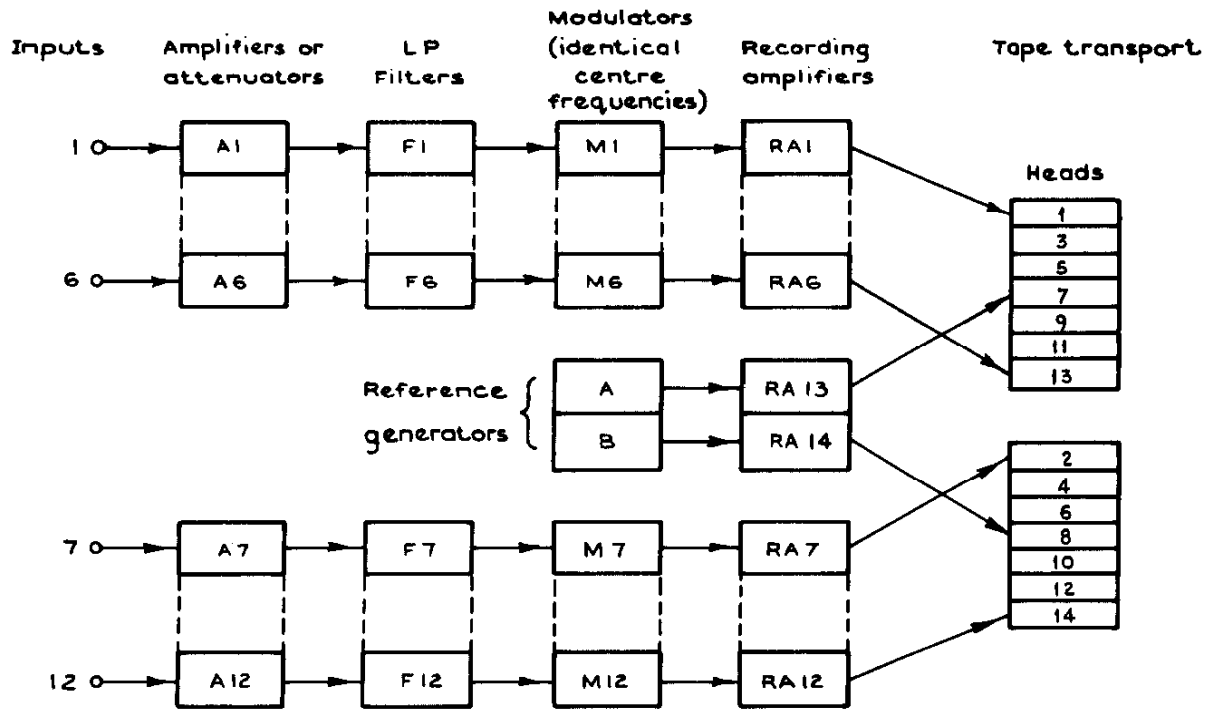 Inputs
Amplifiers or
attenuators
LP
Filters
Modulators
(identical
centre
frequencies)
Recording
amplifiers
Tape transport
1
A1
F1
M1
RA1
Heads
1
3
5
7
9
11
13
6
A6
F6
M6
RA6
Reference
generators
A
RA 13
B
RA 14
2
4
6
8
10
12
14
7
A7
F7
M7
RA7
12
A12
F12
M12
RA12